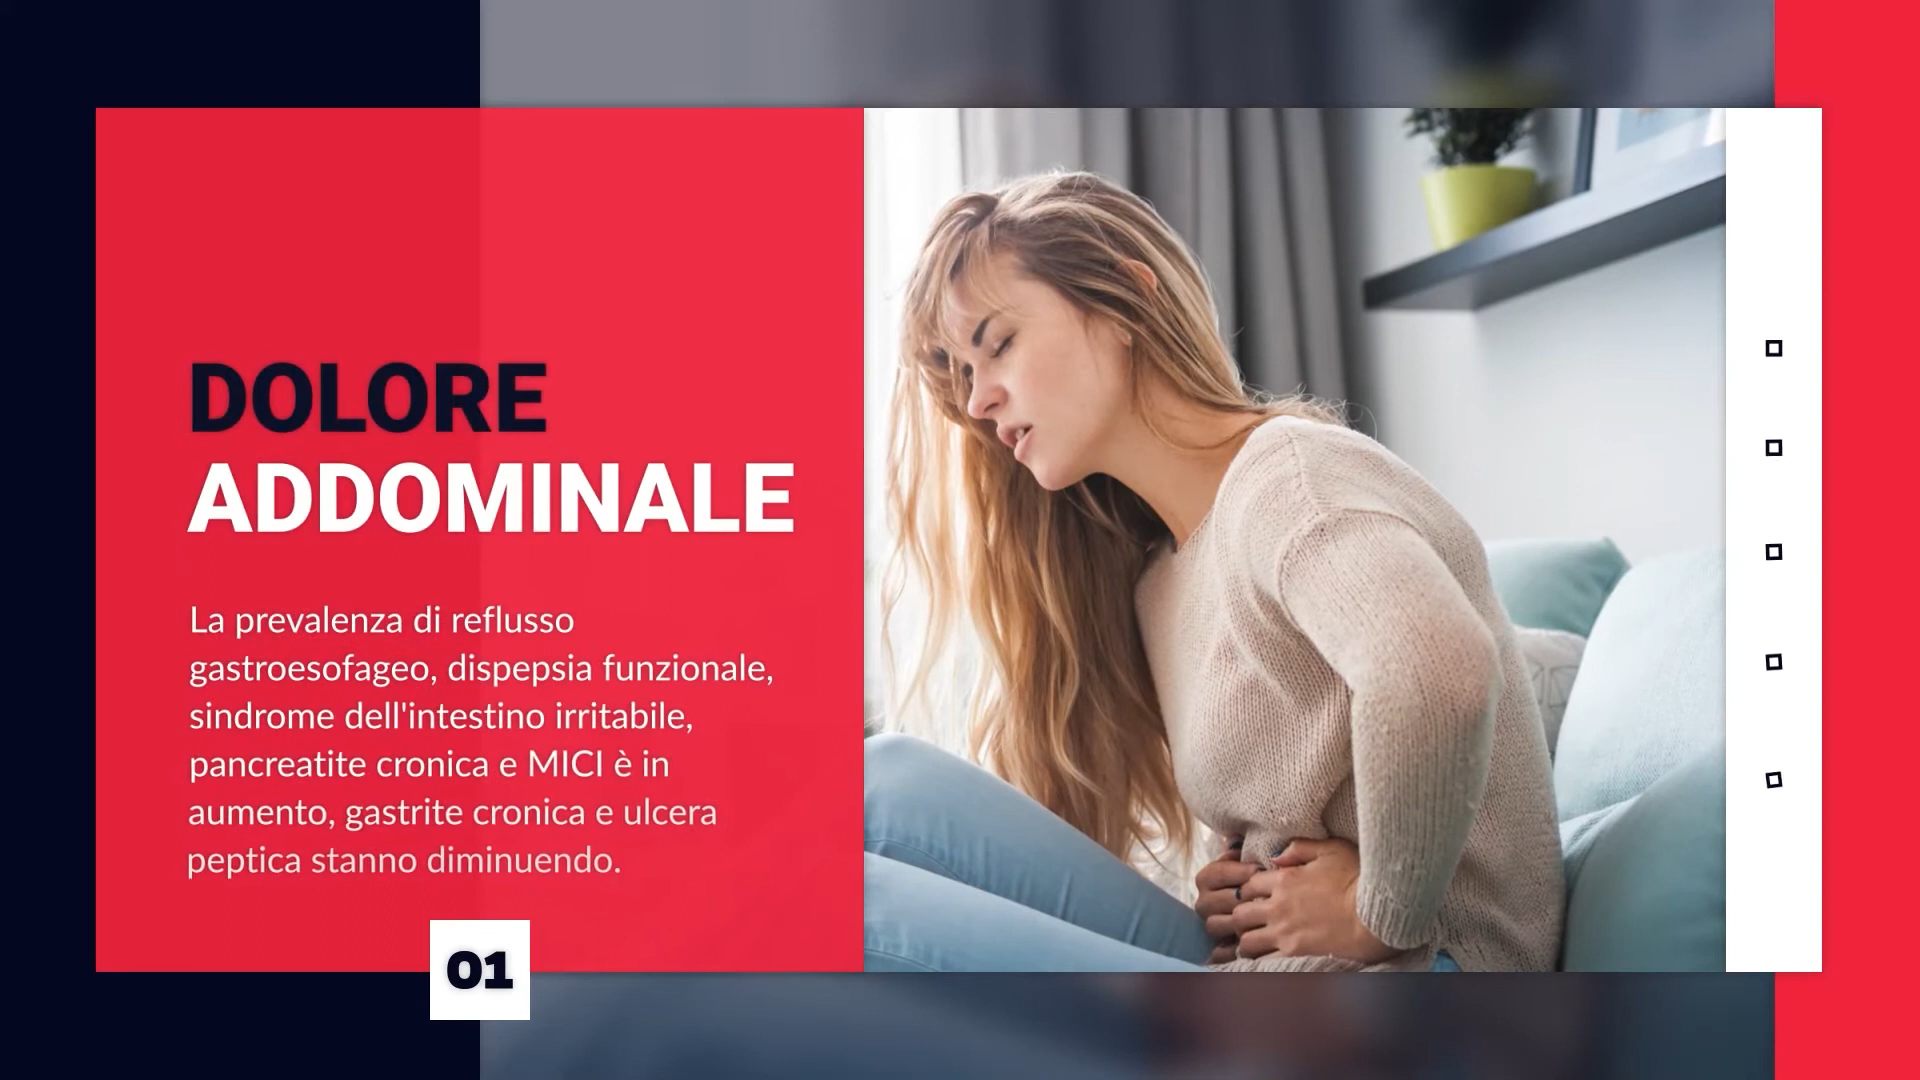 DOLORE
ADDOMINALE
La prevalenza di reflusso
gastroesofageo, dispepsia funzionale,
sindrome dell'intestino irritabile,
pancreatite cronica e MICI è in
aumento, gastrite cronica e ulcera
peptica stanno diminuendo.
01